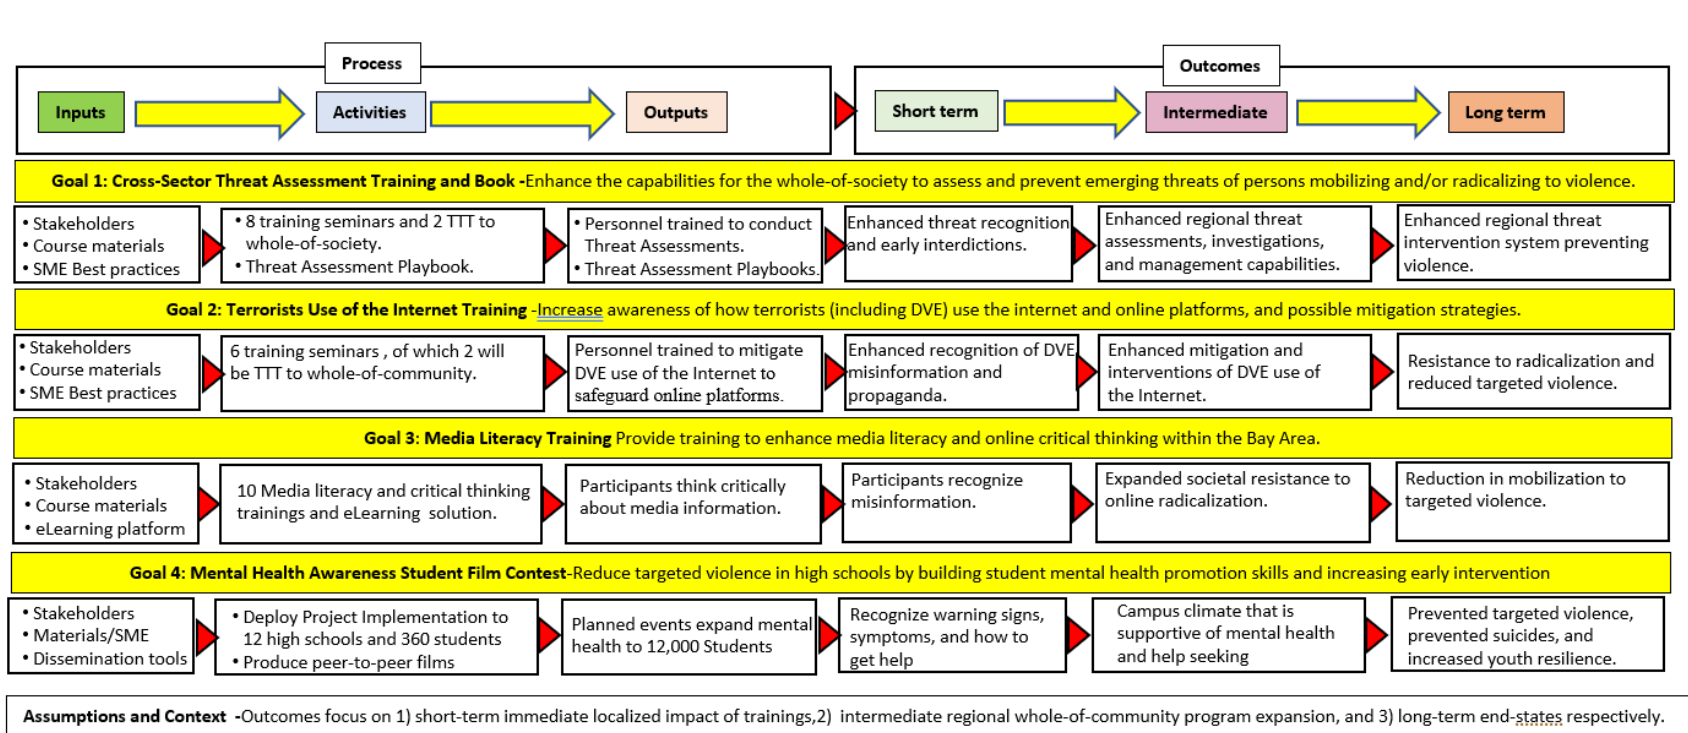 Process
Outcomes
Inputs
Activities
Outputs
Short term
Intermediate
Long term
Goal 1: Cross-Sector Threat Assessment Training and Book -Enhance the capabilities for the whole-of-society to assess and prevent emerging threats of persons mobilizing and/or radicalizing to violence.
• Stakeholders
• Course materials
• SME Best practices
• 8 training seminars and 2 TTT to
whole-of-society.
• Threat Assessment Playbook.
• Personnel trained to conduct
Threat Assessments.
• Threat Assessment Playbooks.
Enhanced threat recognition
and early interdictions.
Enhanced regional threat
assessments, investigations,
and management capabilities.
Enhanced regional threat
intervention system preventing
violence.
Goal 2: Terrorists Use of the Internet Training -Increase awareness of how terrorists (including DVE) use the internet and online platforms, and possible mitigation strategies.
• Stakeholders
• Course materials
• SME Best practices
6 training seminars , of which 2 will
be TTT to whole-of-community.
Personnel trained to mitigate
DVE use of the Internet to
safeguard online platforms.
Enhanced recognition of DVE
misinformation and
propaganda.
Enhanced mitigation and
interventions of DVE use of
the Internet.
Resistance to radicalization and
reduced targeted violence.
Goal 3: Media Literacy Training Provide training to enhance media literacy and online critical thinking within the Bay Area.
• Stakeholders
• Course materials
• eLearning platform
10 Media literacy and critical thinking
trainings and eLearning solution.
Participants think critically
about media information.
Participants recognize
misinformation.
Expanded societal resistance to
online radicalization.
Reduction in mobilization to
targeted violence.
Goal 4: Mental Health Awareness Student Film Contest-Reduce targeted violence in high schools by building student mental health promotion skills and increasing early intervention
• Stakeholders
• Materials/SME
• Dissemination tools
• Deploy Project Implementation to
12 high schools and 360 students
• Produce peer-to-peer films
Planned events expand mental
health to 12,000 Students
Recognize warning signs,
symptoms, and how to
get help
Campus climate that is
supportive of mental health
and help seeking
Prevented targeted violence,
prevented suicides, and
increased youth resilience.
Assumptions and Context -Outcomes focus on 1) short-term immediate localized impact of trainings,2) intermediate regional whole-of-community program expansion, and 3) long-term end-states respectively.